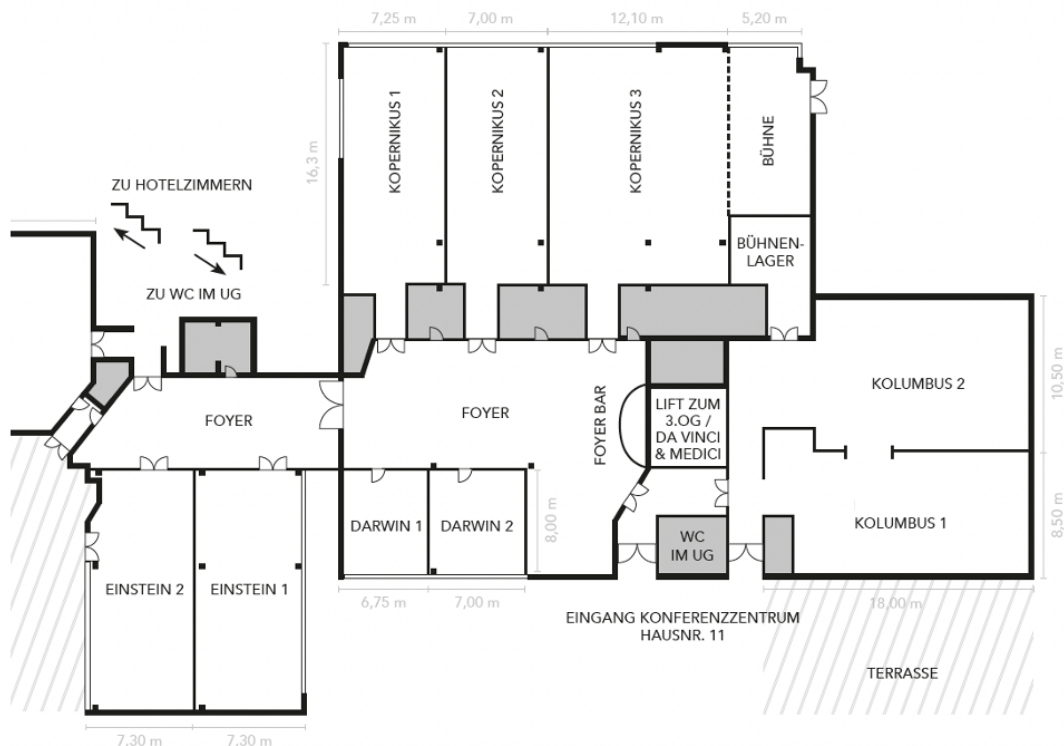 7,25 m
7,00 m
12,10 m
5,20 m
16,3 m
KOPERNIKUS 1
KOPERNIKUS 2
KOPERNIKUS 3
BÜHNE
ZU HOTELZIMMERN
BÜHNEN-
LAGER
ZU WC IM UG
KOLUMBUS 2
10,50 m
FOYER
FOYER
FOYER BAR
LIFT ZUM
3.OG /
DA VINCI
& MEDICI
DARWIN 1
DARWIN 2
8,00 m
WC
IM UG
KOLUMBUS 1
8,50 m
EINSTEIN 2
EINSTEIN 1
6,75 m
7,00 m
18,00 m
EINGANG KONFERENZZENTRUM
HAUSNR. 11
TERRASSE
7,30 m
7,30 m